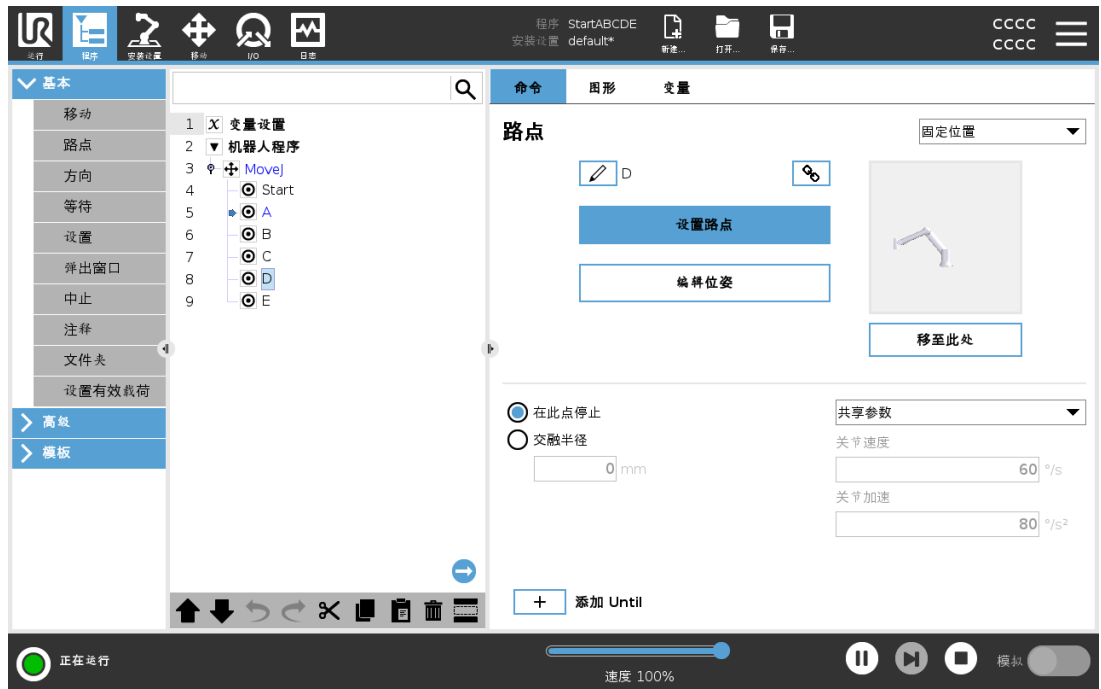 UR
程序 StartABCDE
安装设置 default*
cccc
cccc
运行
程序
安装设置
移动
I/O
日志
新建...
打开...
保存...
基本
移动
路点
方向
等待
设置
弹出窗口
中止
注释
文件夹
设置有效载荷
高级
模板
1 X 变量设置
2 机器人程序
3 MoveJ
4 Start
5 A
6 B
7 C
8 D
9 E
命令 图形 变量
路点
固定位置
D
设置路点
编辑位姿
移至此处
在此点停止
交融半径
0 mm
共享参数
关节速度
60 °/s
关节加速
80 °/s²
+ 添加 Until
正在运行
速度 100%
模拟